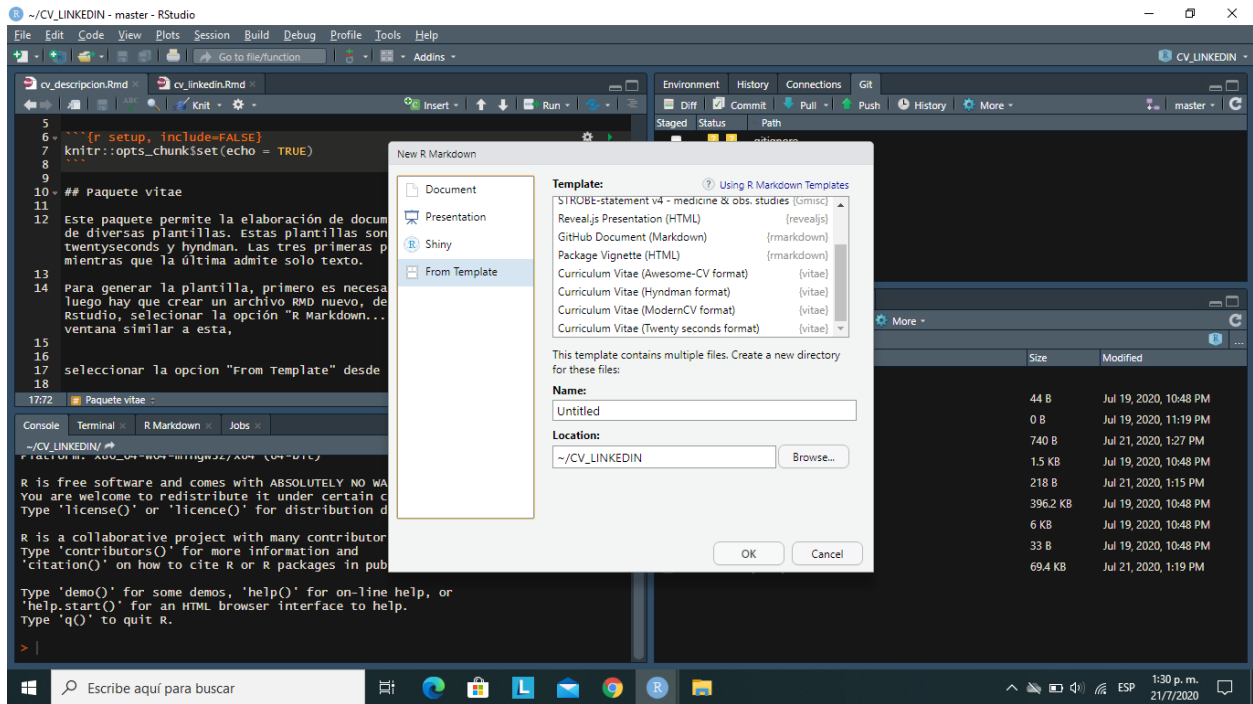 ~/CV_LINKEDIN - master - RStudio
File Edit Code View Plots Session Build Debug Profile Tools Help
Go to file/function
Addins
CV_LINKEDIN
cv_descripcion.Rmd
cv_linkedin.Rmd
Knit
Insert
Run
5
6 ```{r setup, include=FALSE}
7 knitr::opts_chunk$set(echo = TRUE)
8 ```
9
10 ## Paquete vitae
11
12 Este paquete permite la elaboración de docum
de diversas plantillas. Estas plantillas son
twentyseconds y hyndman. Las tres primeras p
mientras que la última admite solo texto.
13
14 Para generar la plantilla, primero es necesa
luego hay que crear un archivo RMD nuevo, de
Rstudio, selecionar la opción "R Markdown...
ventana similar a esta,
15
16
17 seleccionar la opcion "From Template" desde
18
17:72 Paquete vitae
Console Terminal R Markdown Jobs
~/CV_LINKEDIN/
Platform: x86_64-w64-mingw32/x64 (64-bit)
R is free software and comes with ABSOLUTELY NO WA
You are welcome to redistribute it under certain c
Type 'license()' or 'licence()' for distribution d
R is a collaborative project with many contributor
Type 'contributors()' for more information and
'citation()' on how to cite R or R packages in pub
Type 'demo()' for some demos, 'help()' for on-line help, or
'help.start()' for an HTML browser interface to help.
Type 'q()' to quit R.
>
New R Markdown
Document
Presentation
Shiny
From Template
Template:
Using R Markdown Templates
STROBE-statement v4 - medicine & obs. studies {Gmisc}
Reveal.js Presentation (HTML) {revealjs}
GitHub Document (Markdown) {rmarkdown}
Package Vignette (HTML) {rmarkdown}
Curriculum Vitae (Awesome-CV format) {vitae}
Curriculum Vitae (Hyndman format) {vitae}
Curriculum Vitae (ModernCV format) {vitae}
Curriculum Vitae (Twenty seconds format) {vitae}
This template contains multiple files. Create a new directory
for these files:
Name:
Untitled
Location:
~/CV_LINKEDIN
Browse...
OK
Cancel
Environment History Connections Git
Diff Commit Pull Push History More
master
Staged Status Path
.gitignore
More
Size Modified
44 B Jul 19, 2020, 10:48 PM
0 B Jul 19, 2020, 11:19 PM
740 B Jul 21, 2020, 1:27 PM
1.5 KB Jul 19, 2020, 10:48 PM
218 B Jul 21, 2020, 1:15 PM
396.2 KB Jul 19, 2020, 10:48 PM
6 KB Jul 19, 2020, 10:48 PM
33 B Jul 19, 2020, 10:48 PM
69.4 KB Jul 21, 2020, 1:19 PM
Escribe aquí para buscar
ESP
1:30 p. m.
21/7/2020